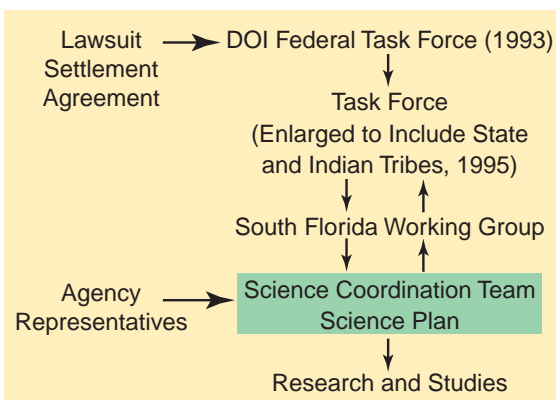 Lawsuit
Settlement
Agreement
DOI Federal Task Force (1993)
Task Force
(Enlarged to Include State
and Indian Tribes, 1995)
South Florida Working Group
Agency
Representatives
Science Coordination Team
Science Plan
Research and Studies